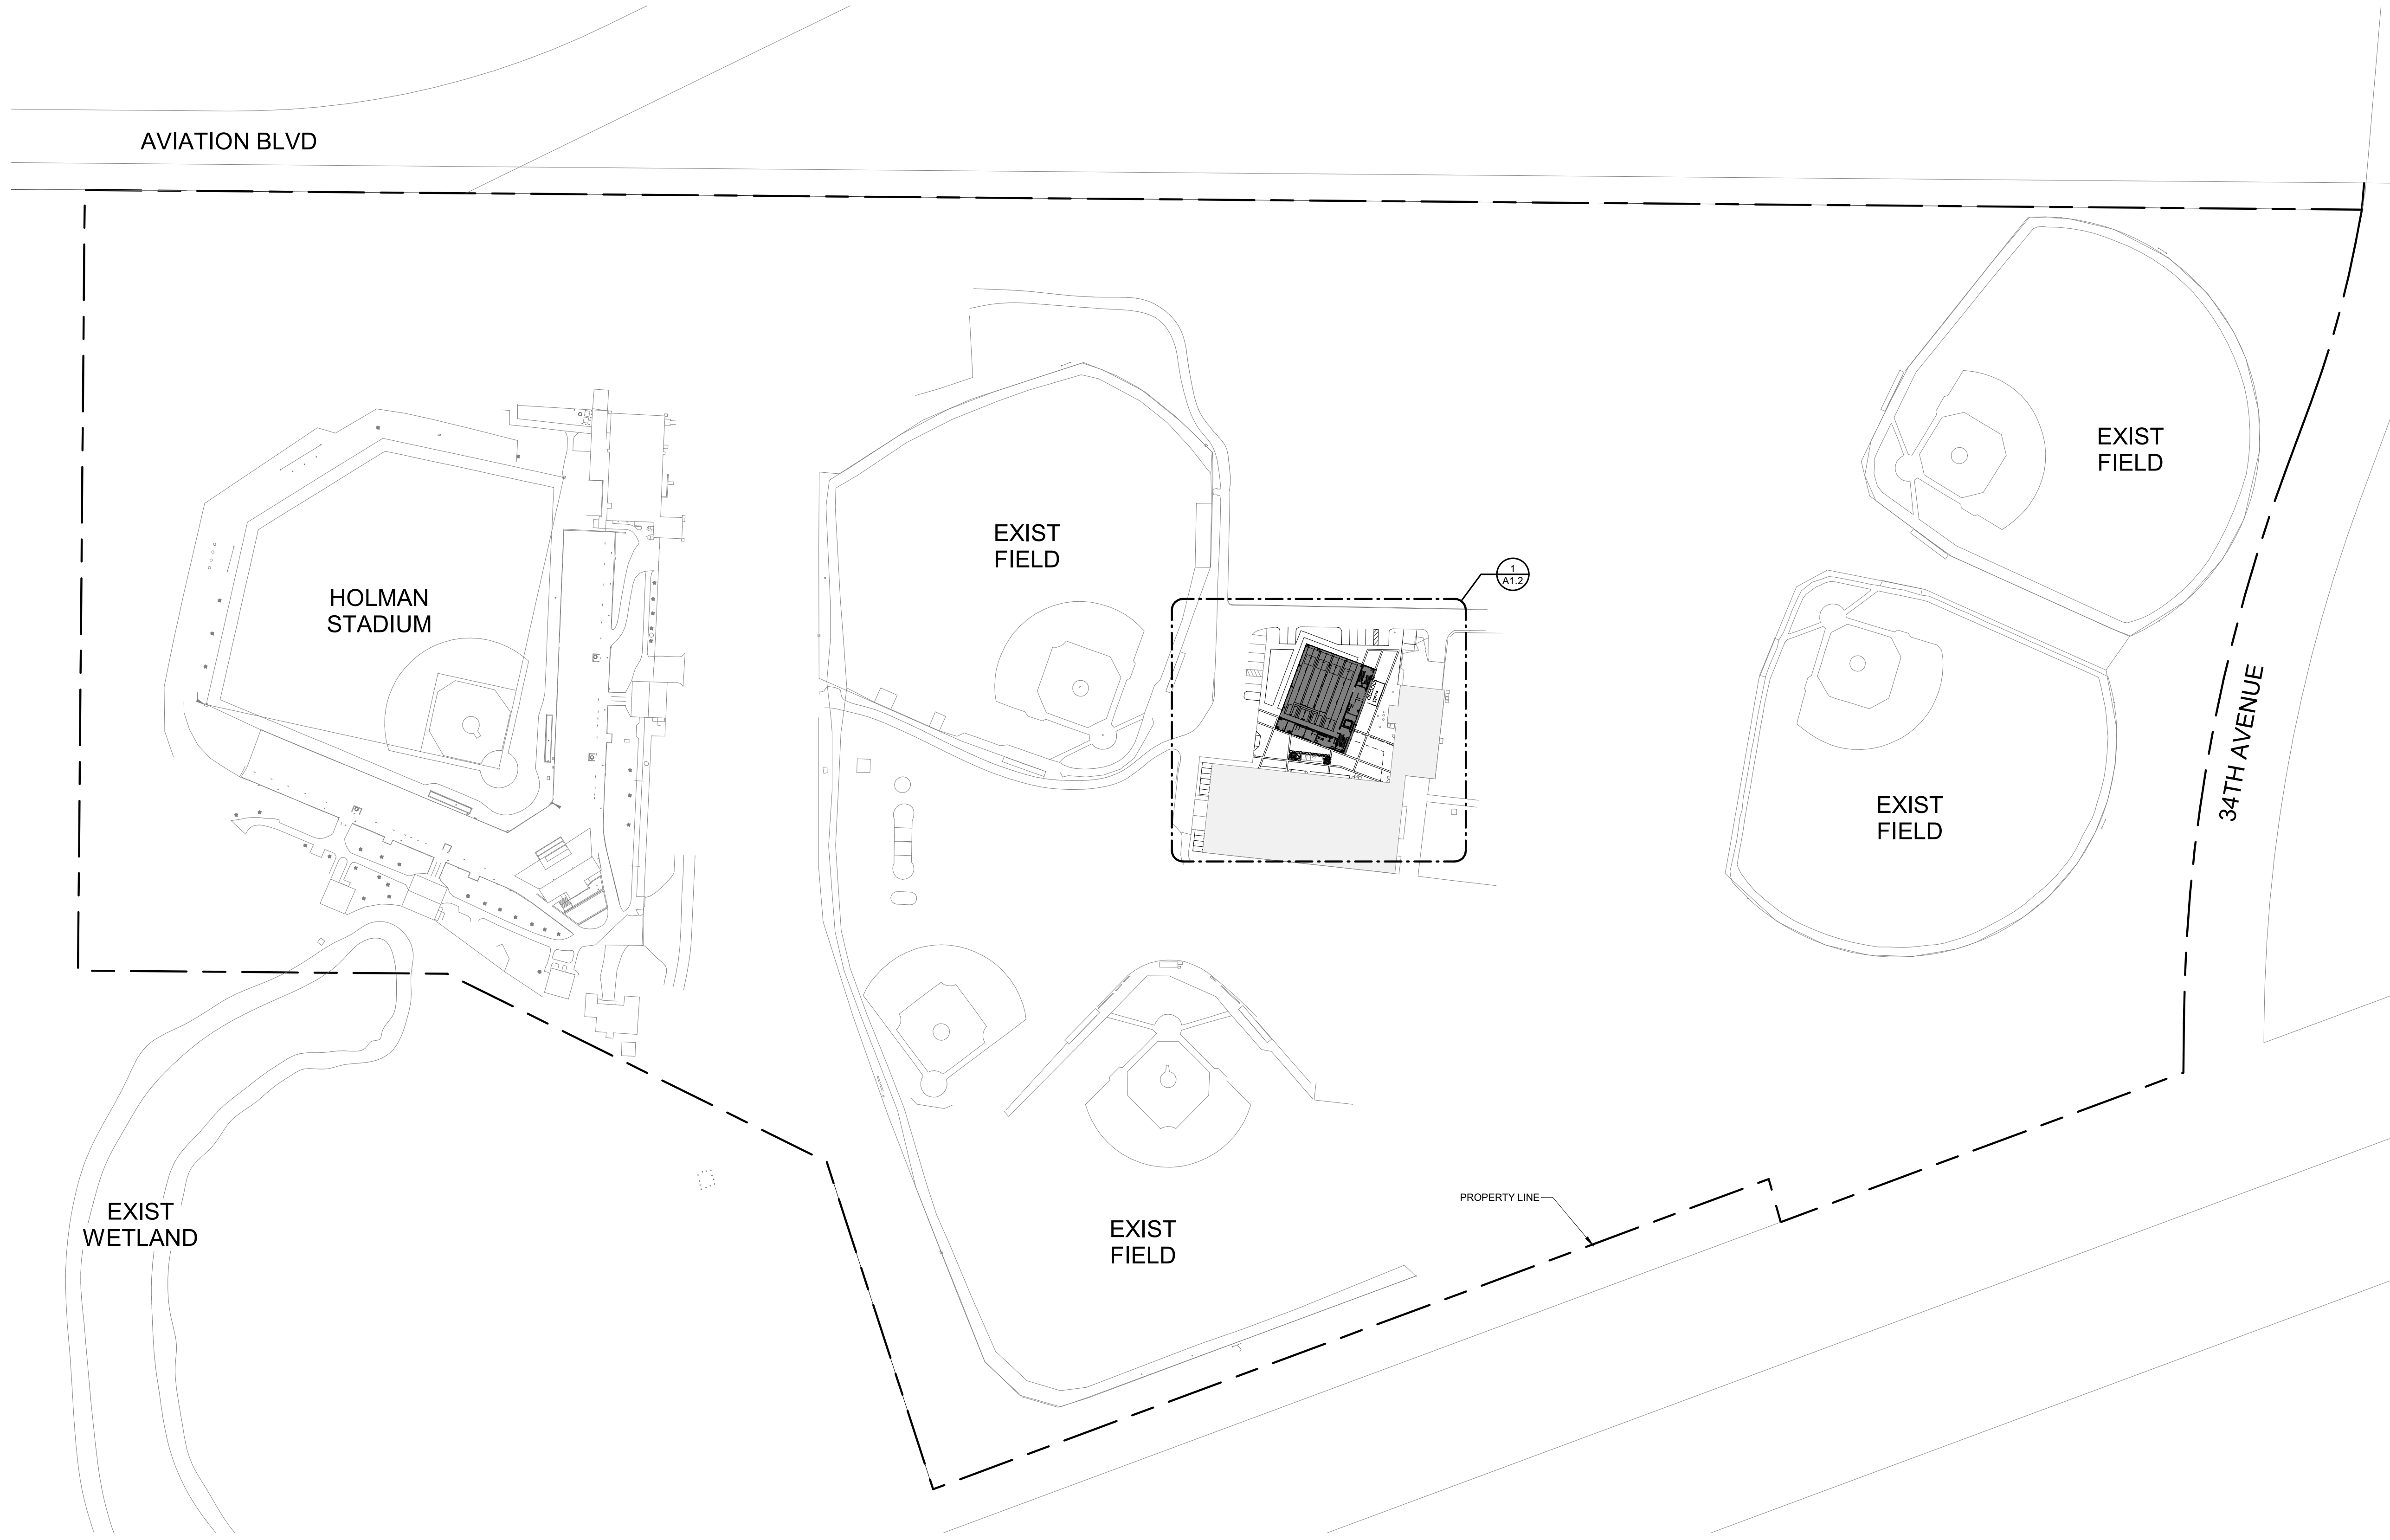 AVIATION BLVD
EXIST
FIELD
EXIST
FIELD
1
A1.2
HOLMAN
STADIUM
34TH AVENUE
EXIST
FIELD
PROPERTY LINE
EXIST
WETLAND
EXIST
FIELD